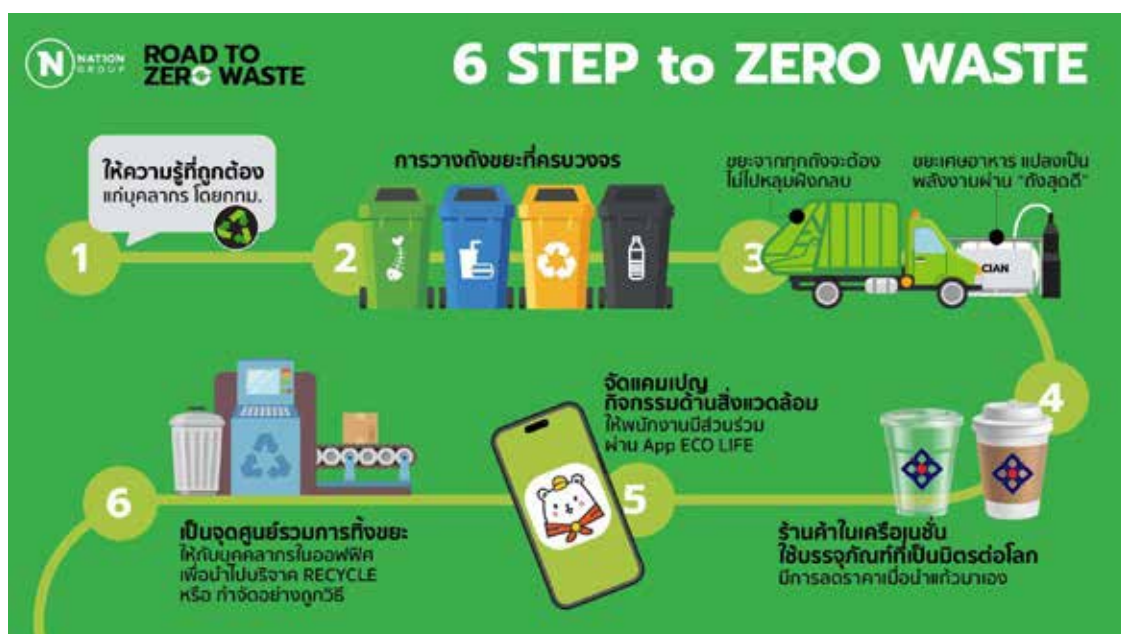 N NATION GROUP
ROAD TO
ZERO WASTE
6 STEP to ZERO WASTE
1
ให้ความรู้ที่ถูกต้อง
แก่บุคลากร โดยกทม.
2
การวางถังขยะที่ครบวงจร
3
ขยะจากทุกถังจะต้อง
ไม่ไปหลุมฝังกลบ
ขยะเศษอาหาร แปลงเป็น
พลังงานผ่าน "ถังสุดดี"
CIAN
4
ร้านค้าในเครือเนชั่น
ใช้บรรจุภัณฑ์ที่เป็นมิตรต่อโลก
มีการลดราคาเมื่อนำแก้วมาเอง
5
จัดแคมเปญ
กิจกรรมด้านสิ่งแวดล้อม
ให้พนักงานมีส่วนร่วม
ผ่าน App ECO LIFE
6
เป็นจุดศูนย์รวมการทิ้งขยะ
ให้กับบุคคลากรในออฟฟิศ
เพื่อนำไปบริจาค RECYCLE
หรือ กำจัดอย่างถูกวิธี